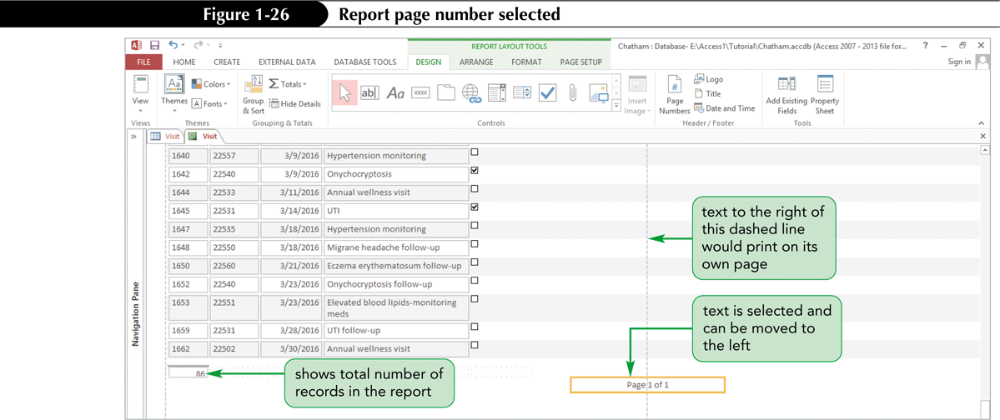 Figure 1-26 Report page number selected
REPORT LAYOUT TOOLS Chatham : Database- E:\Access1\Tutorial\Chatham.accdb (Access 2007 - 2013 file for... ?
FILE HOME CREATE EXTERNAL DATA DATABASE TOOLS DESIGN ARRANGE FORMAT PAGE SETUP Sign in
View Themes Colors Fonts Group & Sort Totals Hide Details ab| Aa xxxx Insert Image Page Numbers Logo Title Date and Time Add Existing Fields Property Sheet
Views Themes Grouping & Totals Controls Header / Footer Tools
Visit Visit
Navigation Pane
1640 22557 3/9/2016 Hypertension monitoring
1642 22540 3/9/2016 Onychocryptosis
1644 22533 3/11/2016 Annual wellness visit
1645 22531 3/14/2016 UTI
1647 22535 3/18/2016 Hypertension monitoring
1648 22550 3/18/2016 Migrane headache follow-up
1650 22560 3/21/2016 Eczema erythematosum follow-up
1652 22540 3/23/2016 Onychocryptosis follow-up
1653 22551 3/23/2016 Elevated blood lipids-monitoring
meds
1659 22531 3/28/2016 UTI follow-up
1662 22502 3/30/2016 Annual wellness visit
86
Page 1 of 1
text to the right of
this dashed line
would print on its
own page
text is selected and
can be moved to
the left
shows total number of
records in the report